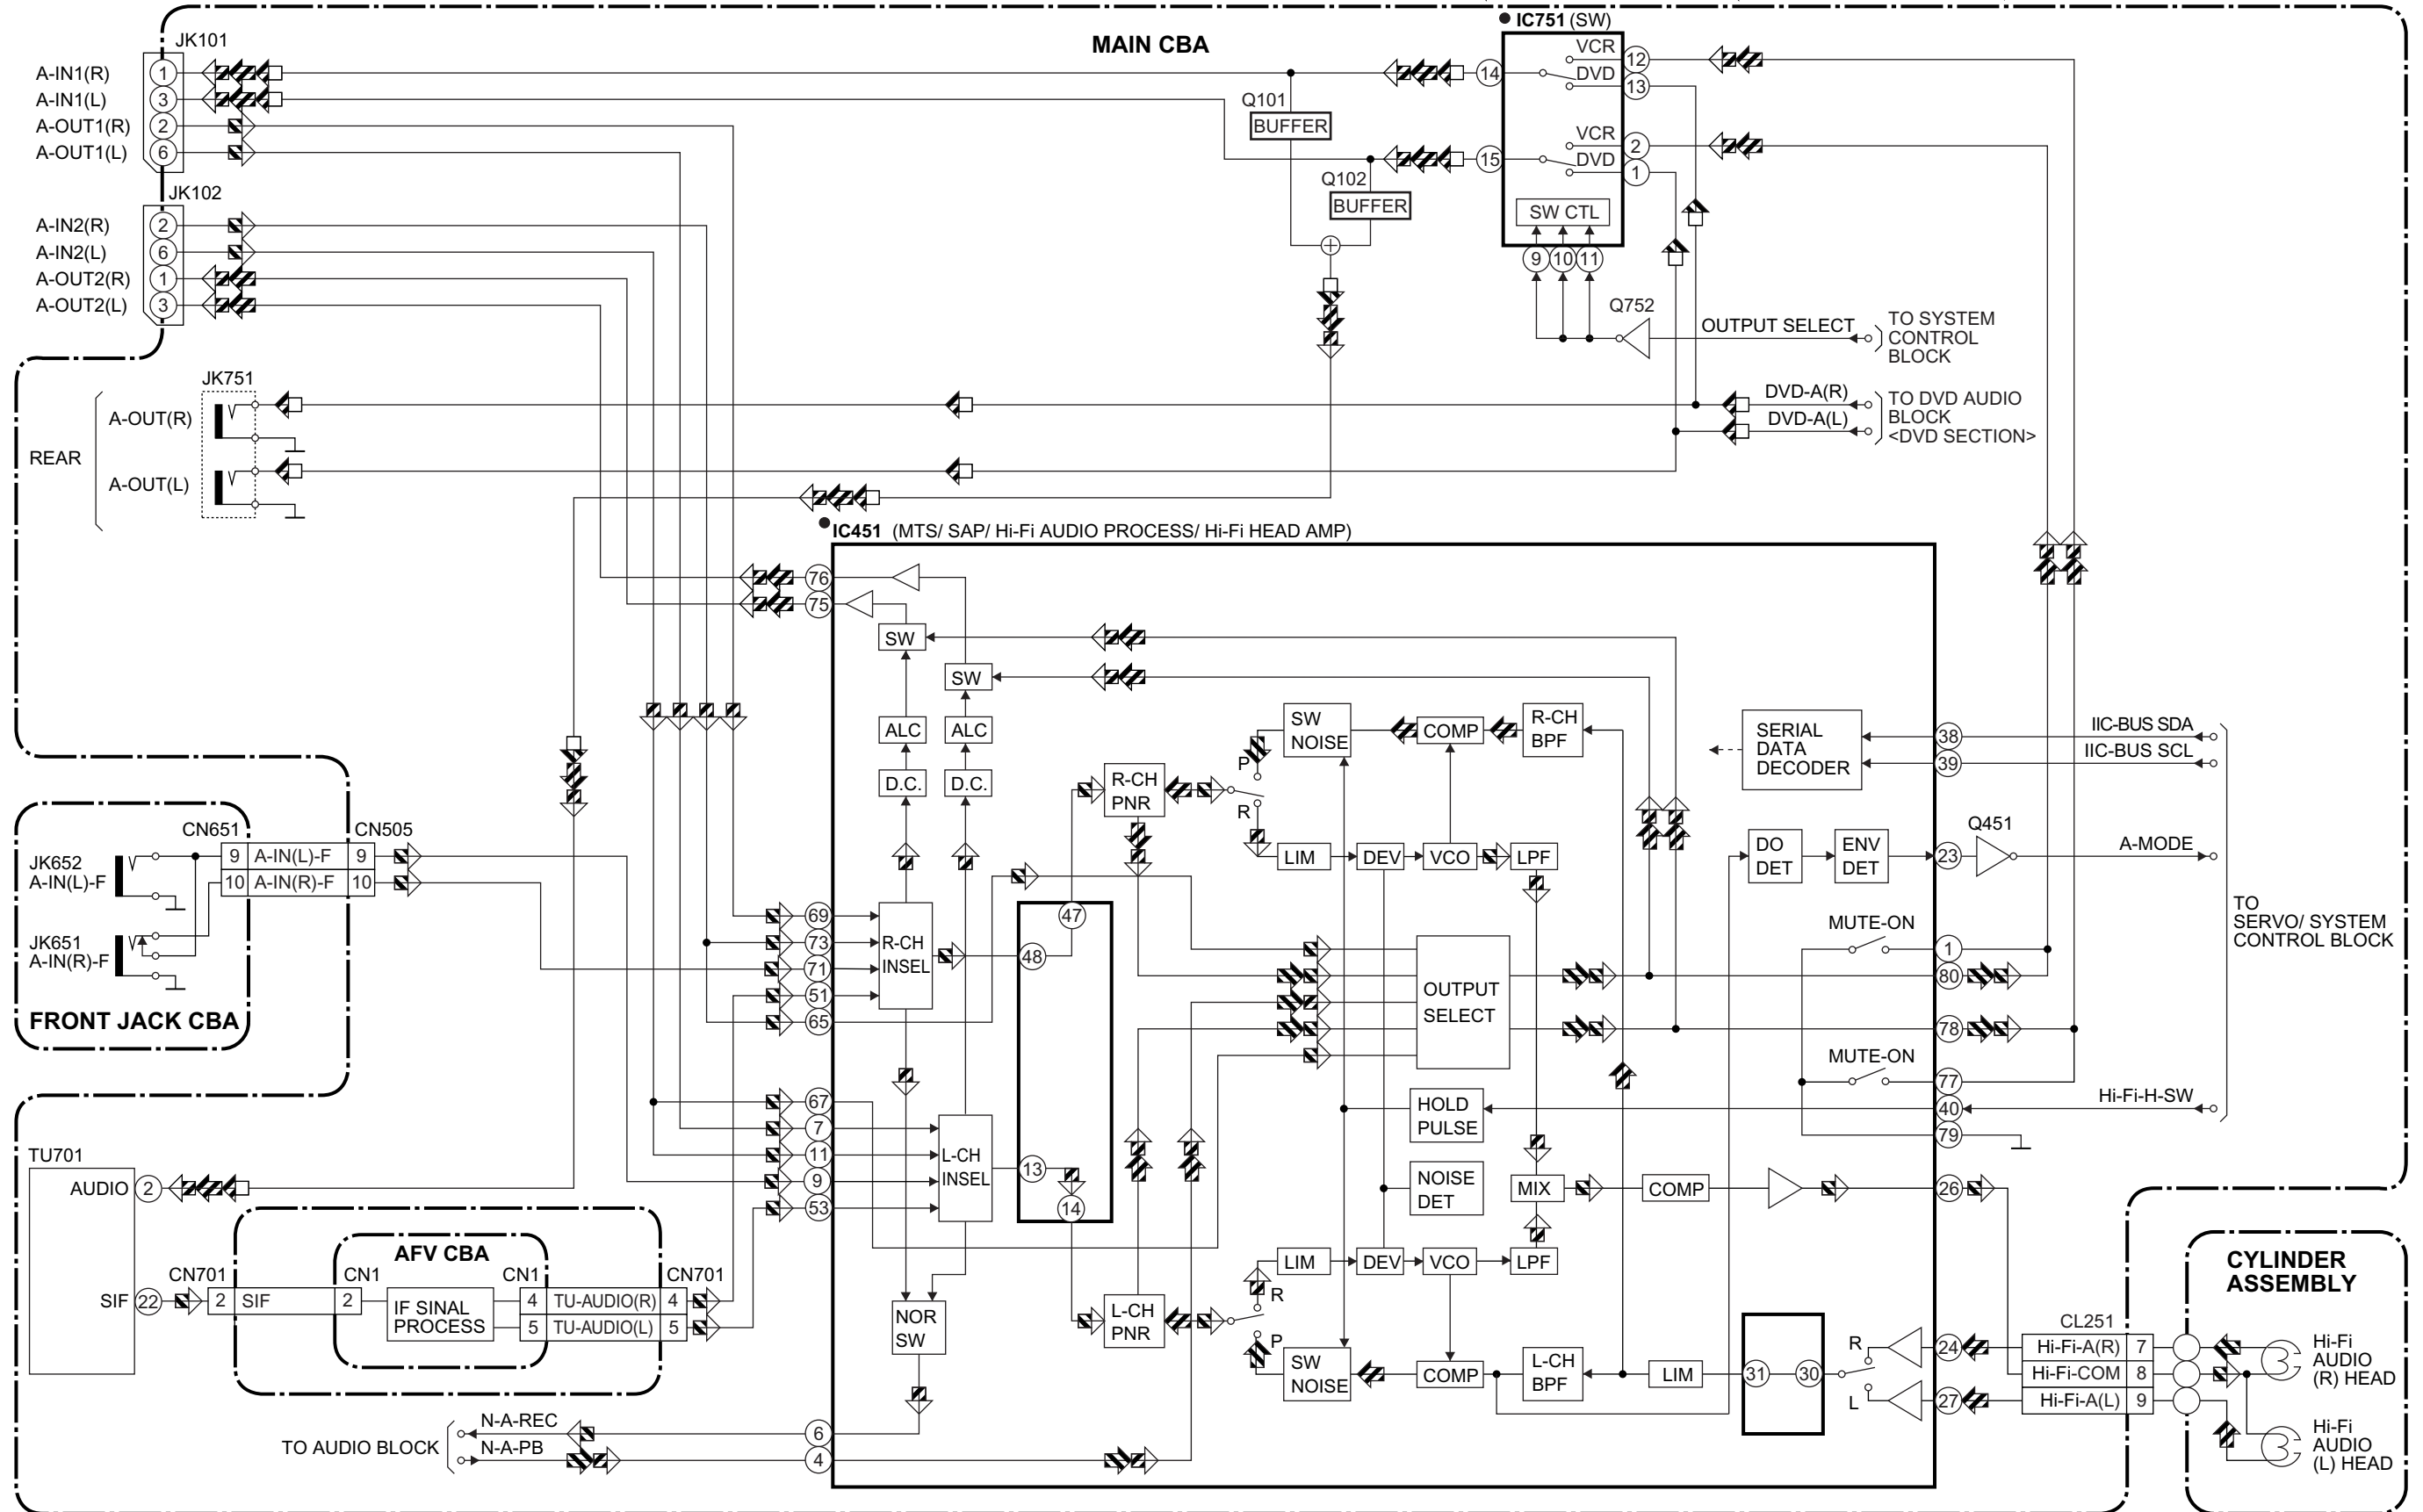 MAIN CBA
IC751 (SW)
VCR
DVD
12
13
14
VCR
DVD
2
1
15
SW CTL
9 10 11
Q101
BUFFER
Q102
BUFFER
Q752
OUTPUT SELECT
TO SYSTEM
CONTROL
BLOCK
DVD-A(R)
DVD-A(L)
TO DVD AUDIO
BLOCK
<DVD SECTION>
JK101
A-IN1(R) 1
A-IN1(L) 3
A-OUT1(R) 2
A-OUT1(L) 6
JK102
A-IN2(R) 2
A-IN2(L) 6
A-OUT2(R) 1
A-OUT2(L) 3
JK751
REAR
A-OUT(R)
A-OUT(L)
IC451 (MTS/ SAP/ Hi-Fi AUDIO PROCESS/ Hi-Fi HEAD AMP)
76
75
SW
SW
ALC
ALC
D.C.
D.C.
R-CH
PNR
P
R
SW
NOISE
COMP
R-CH
BPF
LIM
DEV
VCO
LPF
SERIAL
DATA
DECODER
38
39
IIC-BUS SDA
IIC-BUS SCL
DO
DET
ENV
DET
23
Q451
A-MODE
TO
SERVO/ SYSTEM
CONTROL BLOCK
CN651
CN505
JK652
A-IN(L)-F
9 A-IN(L)-F 9
10 A-IN(R)-F 10
JK651
A-IN(R)-F
FRONT JACK CBA
69
73
71
51
65
R-CH
INSEL
47
48
OUTPUT
SELECT
MUTE-ON
1
80
78
MUTE-ON
77
40
79
Hi-Fi-H-SW
67
7
11
9
53
L-CH
INSEL
13
14
HOLD
PULSE
NOISE
DET
MIX
COMP
26
TU701
AUDIO 2
SIF 22
AFV CBA
CN701
CN1
CN1
CN701
2 SIF 2
IF SINAL
PROCESS
4 TU-AUDIO(R) 4
5 TU-AUDIO(L) 5
NOR
SW
L-CH
PNR
R
P
LIM
DEV
VCO
LPF
SW
NOISE
COMP
L-CH
BPF
LIM
31
30
R
L
24
27
CL251
Hi-Fi-A(R) 7
Hi-Fi-COM 8
Hi-Fi-A(L) 9
CYLINDER
ASSEMBLY
Hi-Fi
AUDIO
(R) HEAD
Hi-Fi
AUDIO
(L) HEAD
TO AUDIO BLOCK
N-A-REC
N-A-PB
6
4